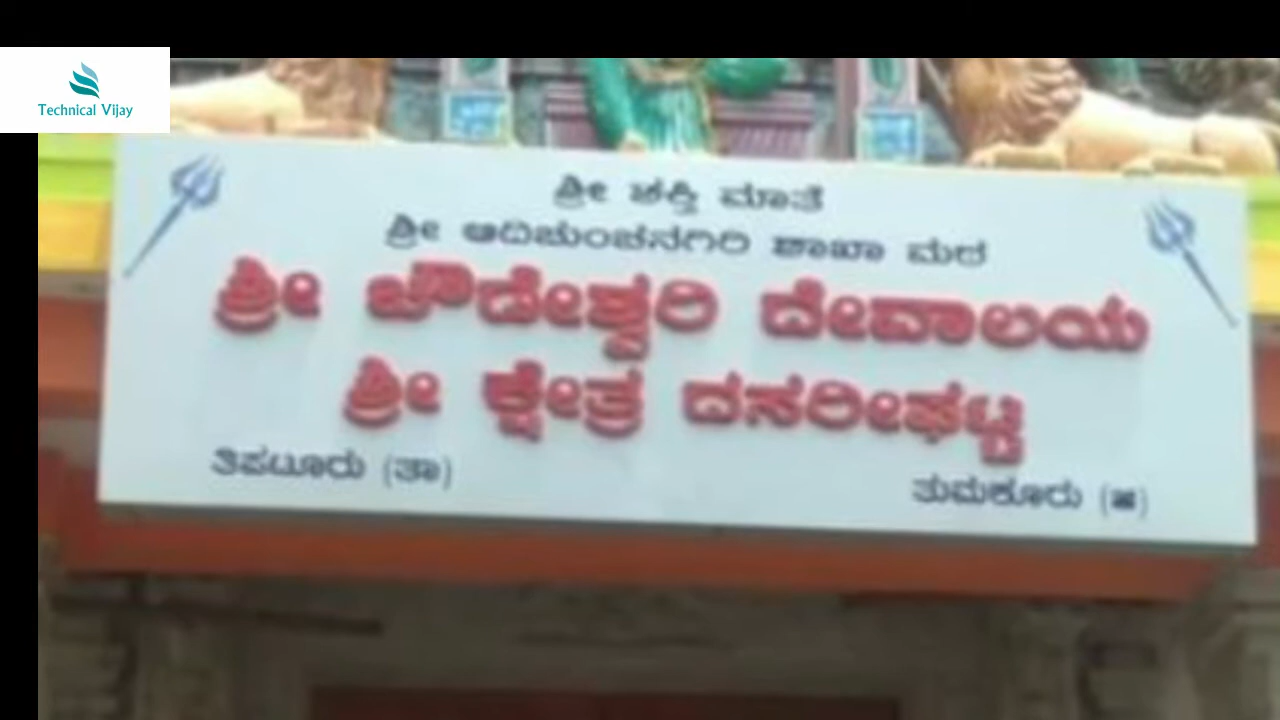 Technical Vijay
ಶ್ರೀ ಶಕ್ತಿ ಮಾತೆ
ಶ್ರೀ ಆದಿಚುಂಚನಗಿರಿ ಶಾಖಾ ಮಠ
ಶ್ರೀ ಚೌಡೇಶ್ವರಿ ದೇವಾಲಯ
ಶ್ರೀ ಕ್ಷೇತ್ರ ದಸರೀಘಟ್ಟ
ತಿಪಟೂರು (ತಾ)
ತುಮಕೂರು (ಜಿ)